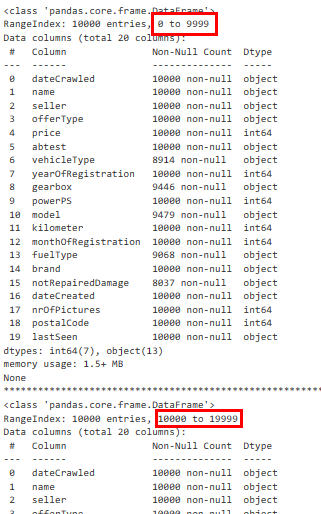 <class 'pandas.core.frame.DataFrame'>
RangeIndex: 10000 entries, 0 to 9999
Data columns (total 20 columns):
 #   Column               Non-Null Count  Dtype
---  ------               --------------  -----
 0   dateCrawled          10000 non-null  object
 1   name                 10000 non-null  object
 2   seller               10000 non-null  object
 3   offerType            10000 non-null  object
 4   price                10000 non-null  int64
 5   abtest               10000 non-null  object
 6   vehicleType          8914 non-null   object
 7   yearOfRegistration   10000 non-null  int64
 8   gearbox              9446 non-null   object
 9   powerPS              10000 non-null  int64
 10  model                9479 non-null   object
 11  kilometer            10000 non-null  int64
 12  monthOfRegistration  10000 non-null  int64
 13  fuelType             9068 non-null   object
 14  brand                10000 non-null  object
 15  notRepairedDamage    8037 non-null   object
 16  dateCreated          10000 non-null  object
 17  nrOfPictures         10000 non-null  int64
 18  postalCode           10000 non-null  int64
 19  lastSeen             10000 non-null  object
dtypes: int64(7), object(13)
memory usage: 1.5+ MB
None
********************************************************
<class 'pandas.core.frame.DataFrame'>
RangeIndex: 10000 entries, 10000 to 19999
Data columns (total 20 columns):
 #   Column               Non-Null Count  Dtype
---  ------               --------------  -----
 0   dateCrawled          10000 non-null  object
 1   name                 10000 non-null  object
 2   seller               10000 non-null  object
 3   offerType            10000 non-null  object